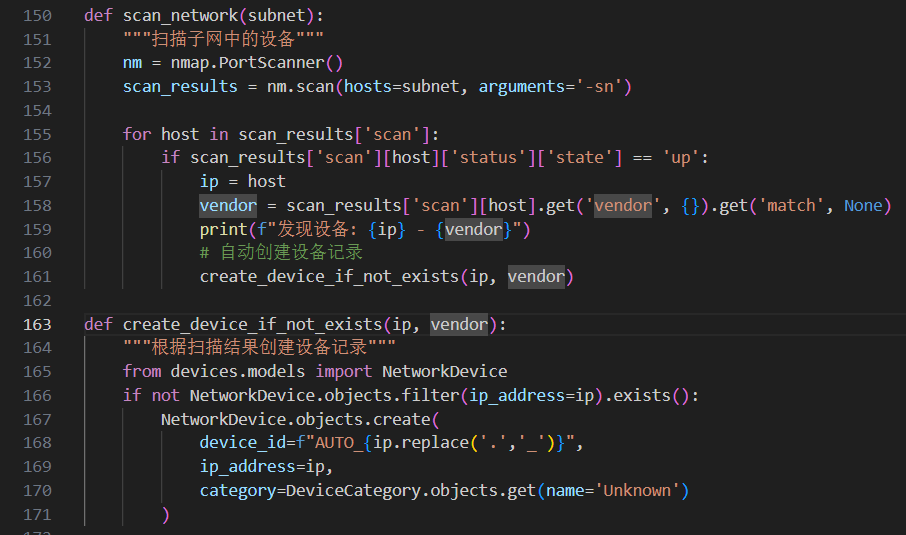 150 def scan_network(subnet):
151     """扫描子网中的设备"""
152     nm = nmap.PortScanner()
153     scan_results = nm.scan(hosts=subnet, arguments='-sn')
154
155     for host in scan_results['scan']:
156         if scan_results['scan'][host]['status']['state'] == 'up':
157             ip = host
158             vendor = scan_results['scan'][host].get('vendor', {}).get('match', None)
159             print(f"发现设备: {ip} - {vendor}")
160             # 自动创建设备记录
161             create_device_if_not_exists(ip, vendor)
162
163 def create_device_if_not_exists(ip, vendor):
164     """根据扫描结果创建设备记录"""
165     from devices.models import NetworkDevice
166     if not NetworkDevice.objects.filter(ip_address=ip).exists():
167         NetworkDevice.objects.create(
168             device_id=f"AUTO_{ip.replace('.','_')}",
169             ip_address=ip,
170             category=DeviceCategory.objects.get(name='Unknown')
171         )